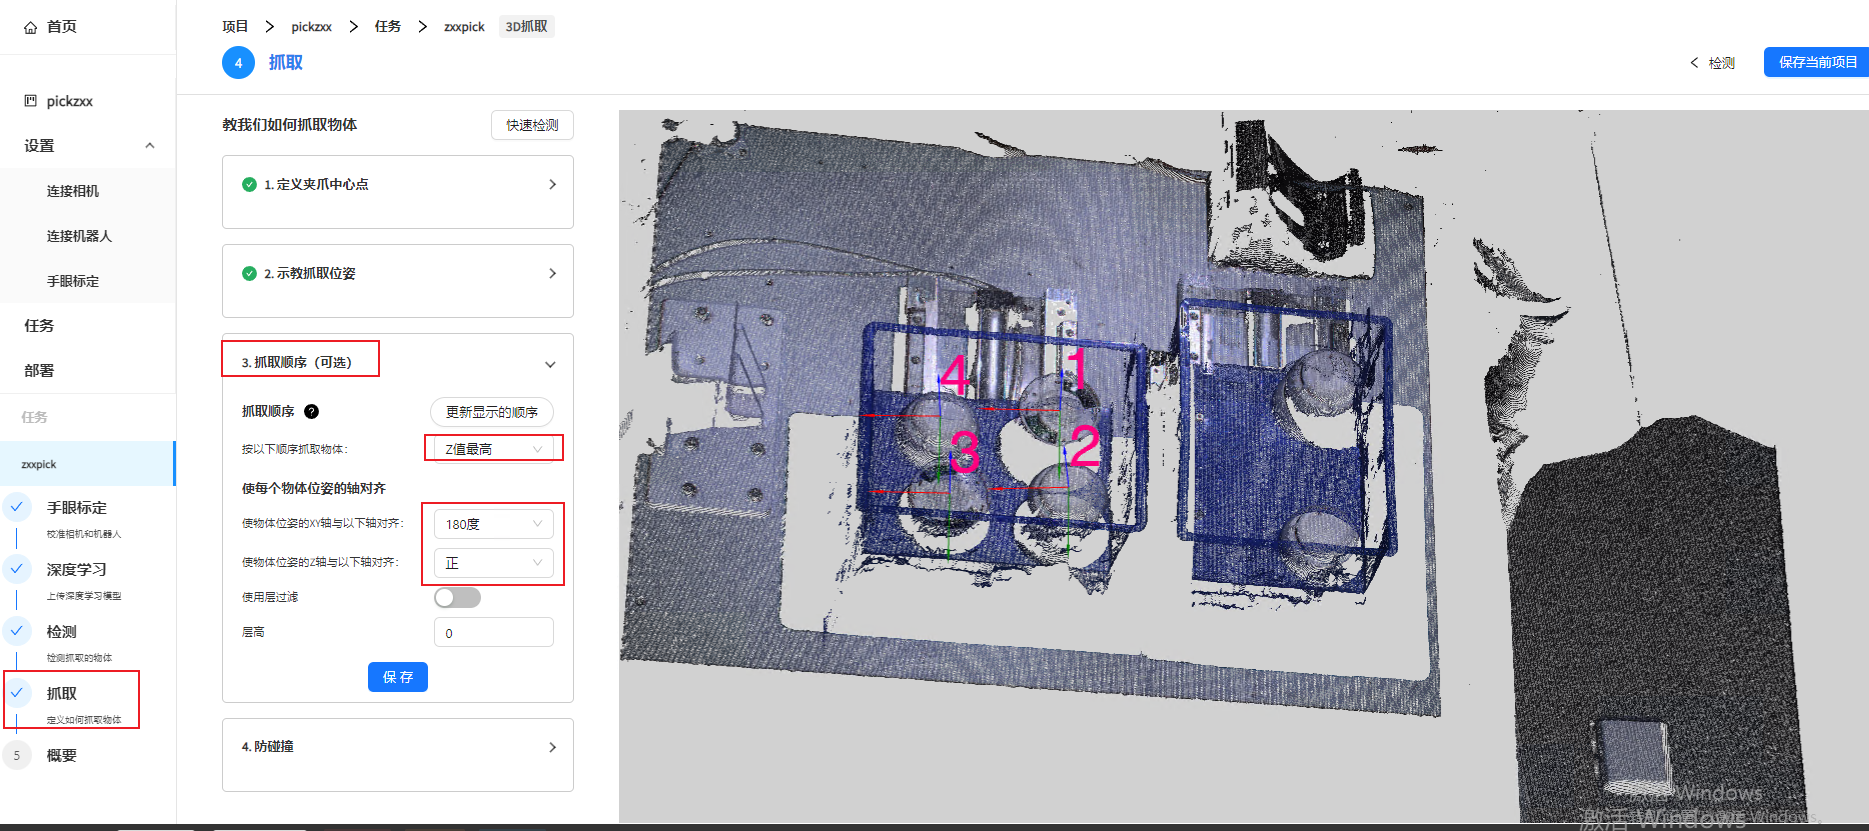 首页
项目 > pickzxx > 任务 > zxxpick 3D抓取
4 抓取
< 检测
保存当前项目
pickzxx
设置
连接相机
连接机器人
手眼标定
任务
部署
任务
zxxpick
手眼标定
校准相机和机器人
深度学习
上传深度学习模型
检测
检测抓取的物体
抓取
定义如何抓取物体
5 概要
教我们如何抓取物体
快速检测
1. 定义夹爪中心点
2. 示教抓取位姿
3. 抓取顺序（可选）
抓取顺序 ?
更新显示的顺序
按以下顺序抓取物体：
Z值最高
使每个物体位姿的轴对齐
使物体位姿的XY轴与以下轴对齐：
180度
使物体位姿的Z轴与以下轴对齐：
正
使用层过滤
层高
0
保 存
4. 防碰撞
4
1
3
2
激活 Windows